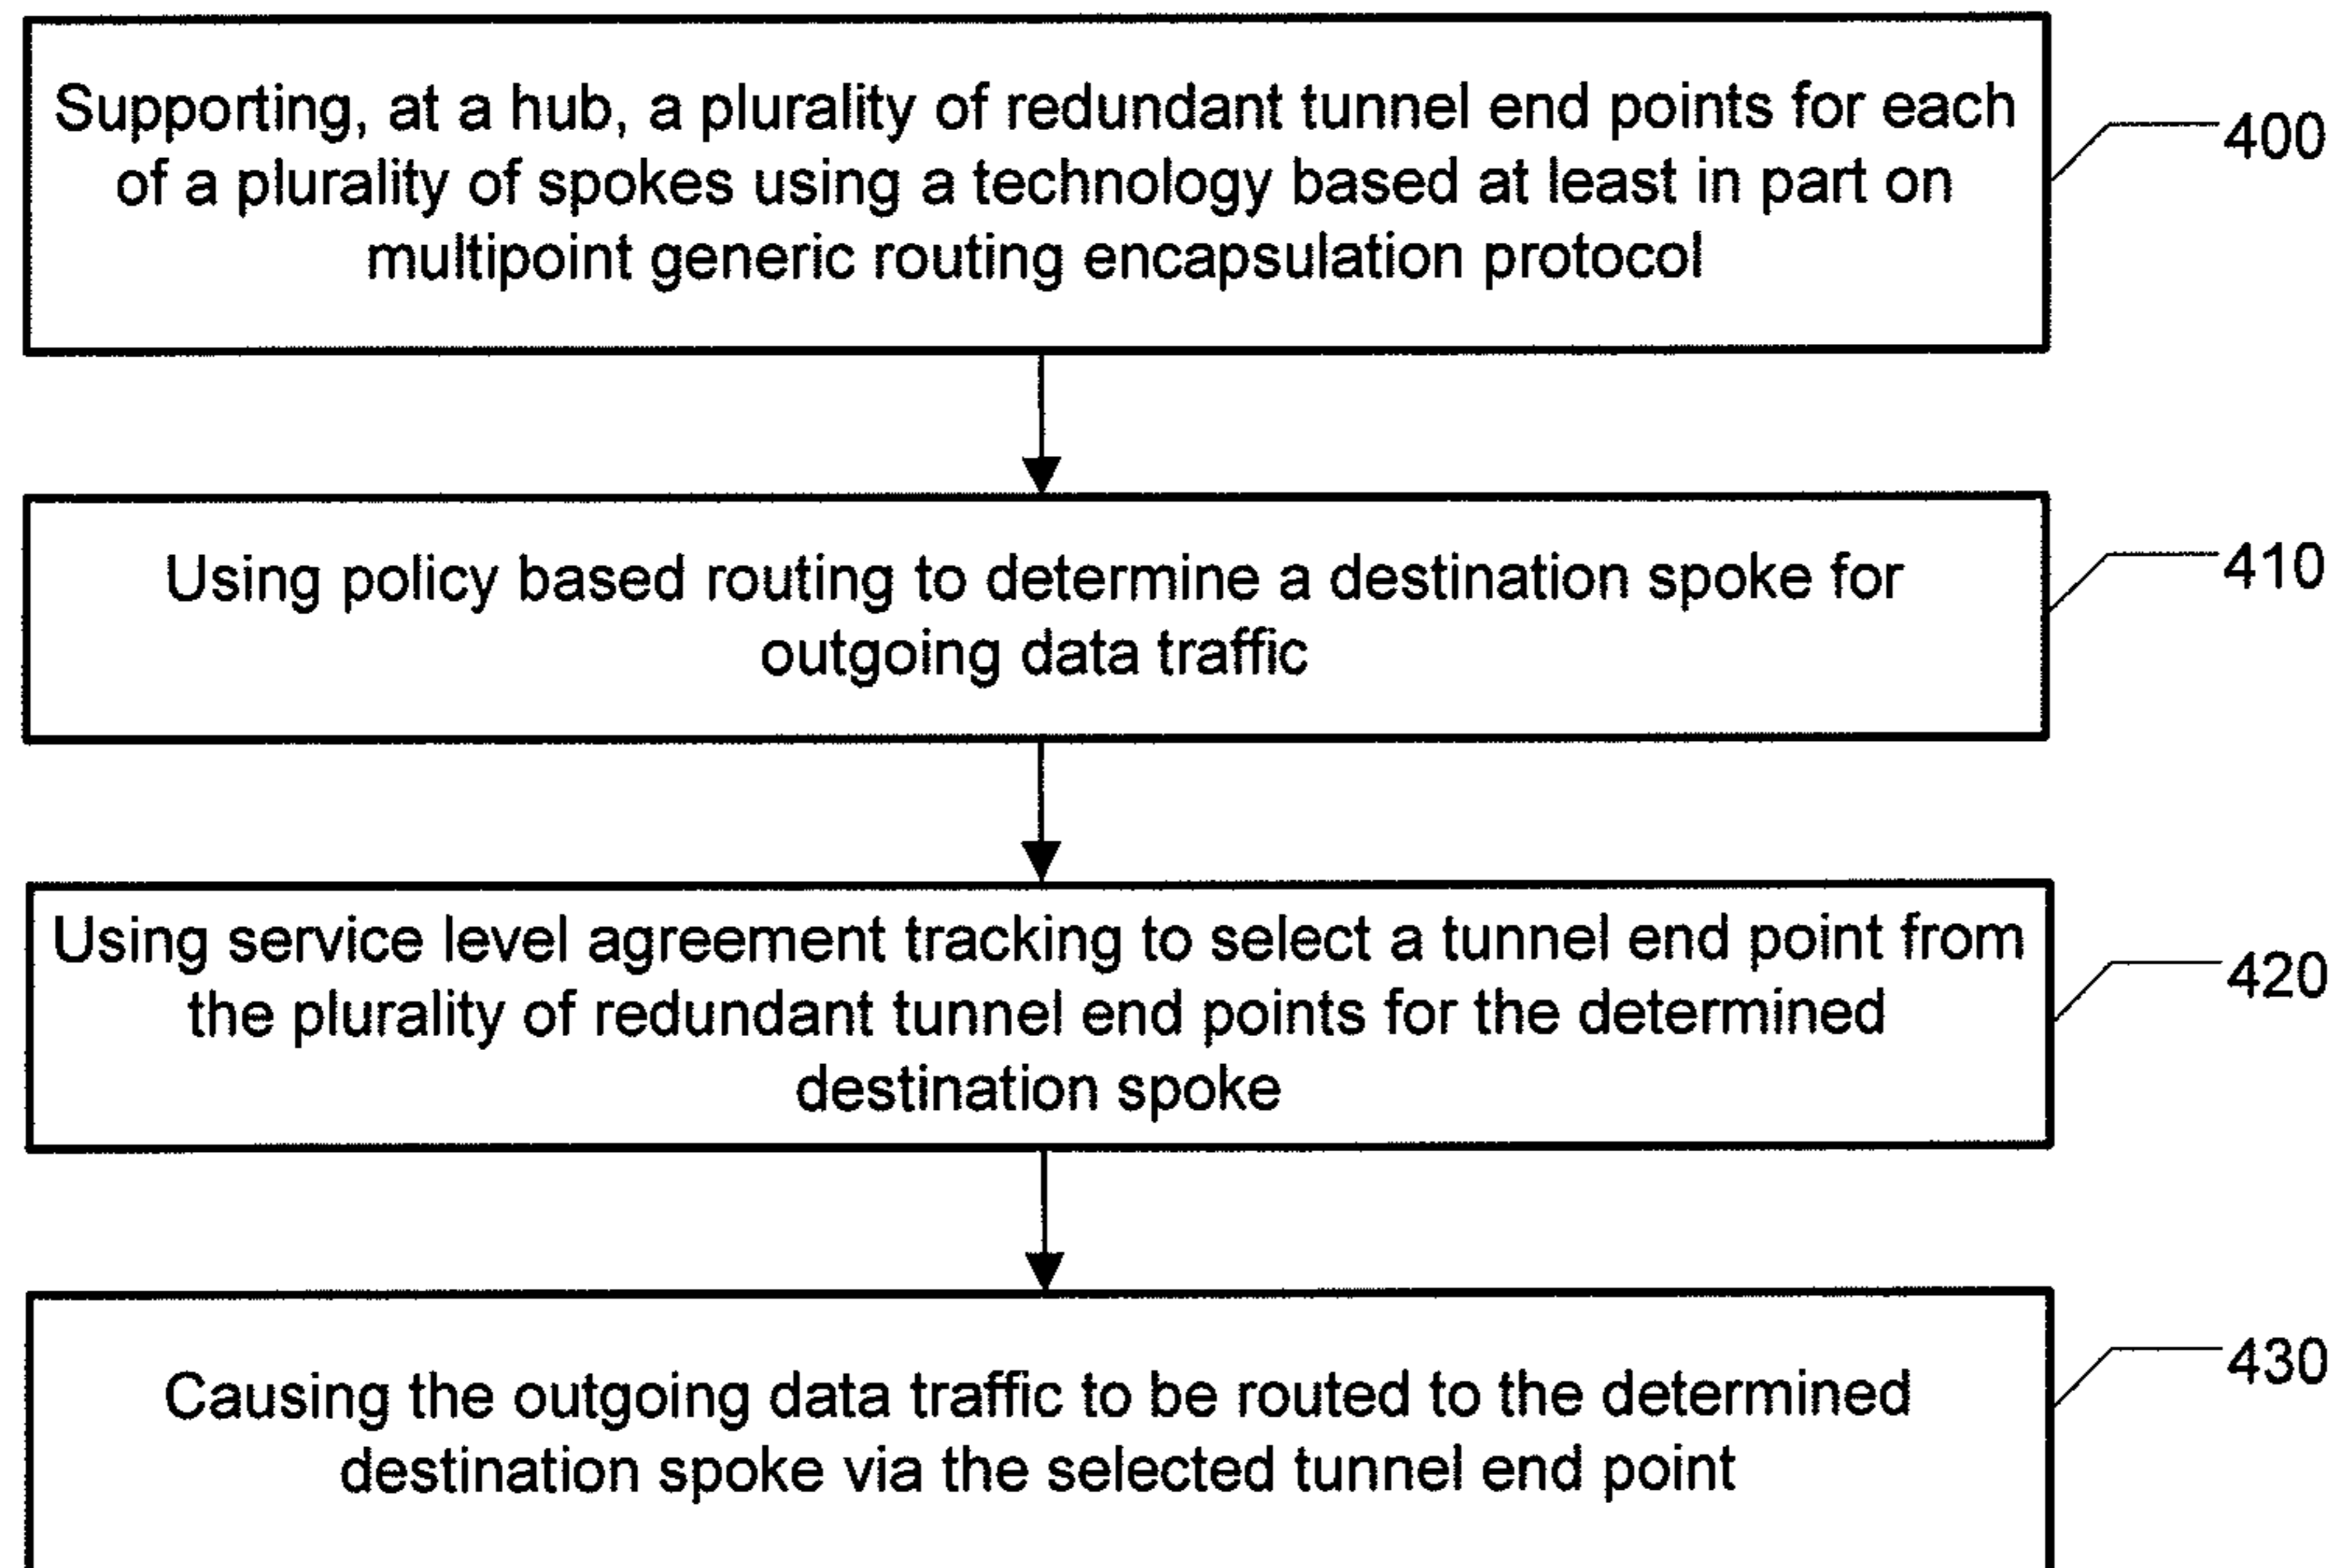 Supporting, at a hub, a plurality of redundant tunnel end points for each
of a plurality of spokes using a technology based at least in part on
multipoint generic routing encapsulation protocol
400
Using policy based routing to determine a destination spoke for
outgoing data traffic
410
Using service level agreement tracking to select a tunnel end point from
the plurality of redundant tunnel end points for the determined
destination spoke
420
Causing the outgoing data traffic to be routed to the determined
destination spoke via the selected tunnel end point
430